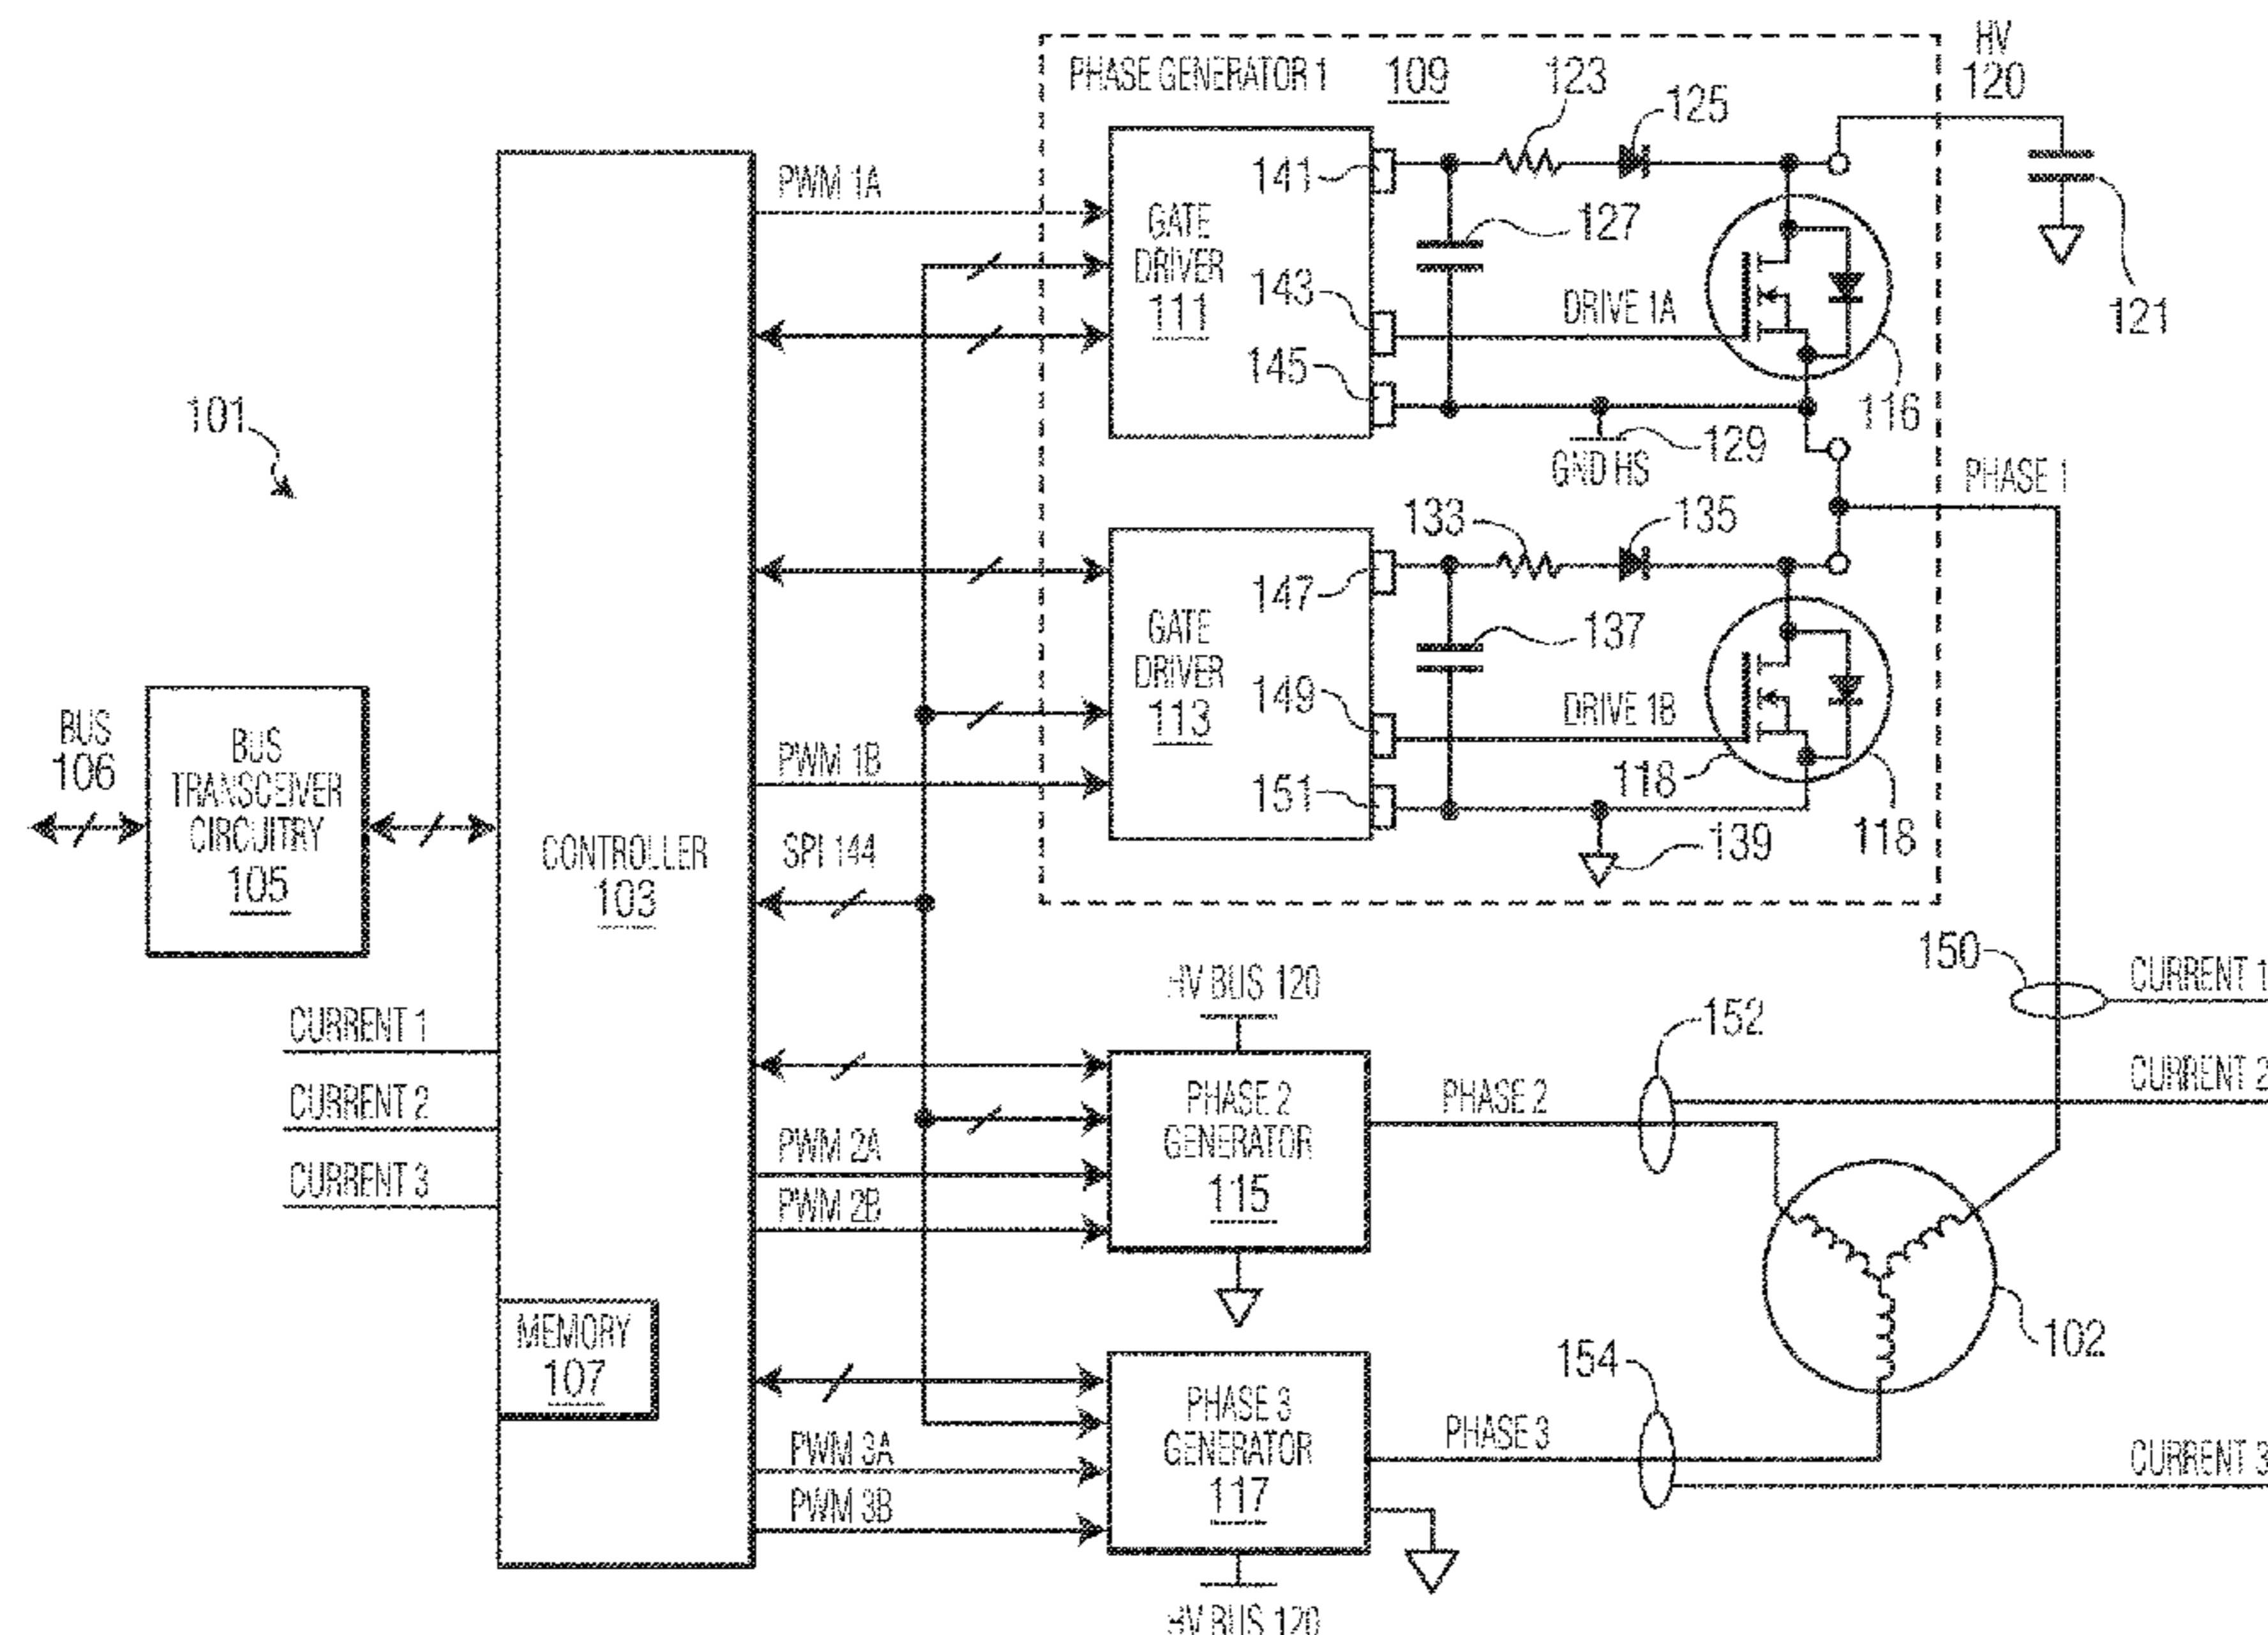 HV
120
PHASE GENERATOR 1 109
123
125
141
127
PWM 1A
GATE
DRIVER
111
143
DRIVE 1A
145
121
116
129
GND HS
101
PHASE 1
133
135
147
137
GATE
DRIVER
113
149
DRIVE 1B
118
151
118
139
PWM 1B
BUS
106
BUS
TRANSCEIVER
CIRCUITRY
105
CONTROLLER
103
SPI 144
150
CURRENT 1
HV BUS 120
152
CURRENT 1
CURRENT 2
CURRENT 3
CURRENT 2
PHASE 2
GENERATOR
115
PHASE 2
PWM 2A
PWM 2B
MEMORY
107
102
154
PHASE 3
GENERATOR
117
PHASE 3
CURRENT 3
PWM 3A
PWM 3B
HV BUS 120